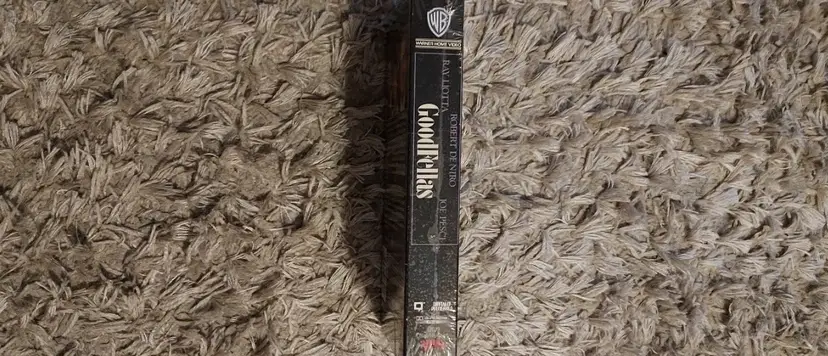 WB
WARNER HOME VIDEO
RAY LIOTTA
ROBERT DE NIRO
JOE PESCI
GoodFellas